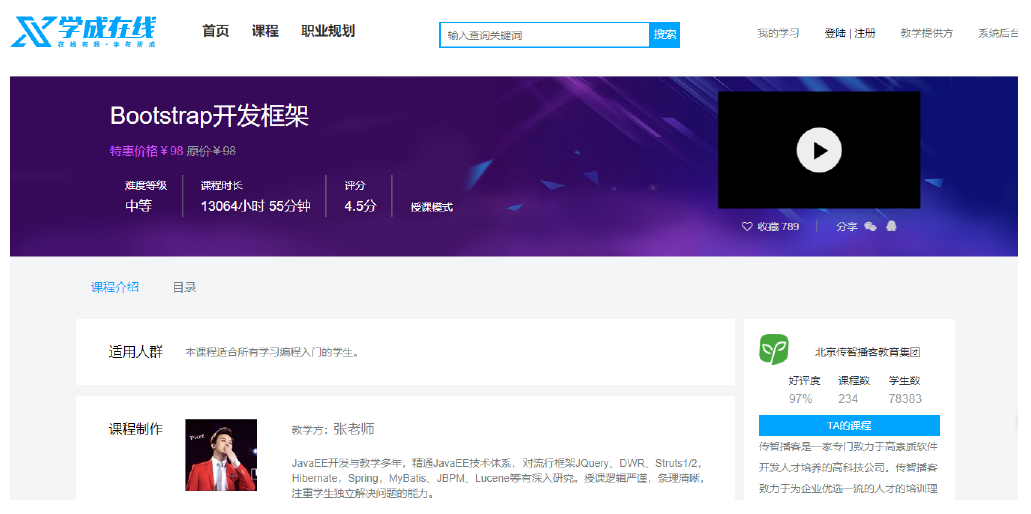 学成在线
在线有我·学有所成
首页 课程 职业规划
输入查询关键词 搜索
我的学习 登陆 | 注册 教学提供方 系统后台
Bootstrap开发框架
特惠价格￥98 原价￥98
难度等级 课程时长 评分
中等 13064小时 55分钟 4.5分 授课模式
收藏 789 | 分享
课程介绍 目录
适用人群 本课程适合所有学习编程入门的学生。
北京传智播客教育集团
好评度 课程数 学生数
97% 234 78383
TA的课程
传智播客是一家专门致力于高素质软件
开发人才培养的高科技公司。传智播客
致力于为企业优选一流的人才的培训理
课程制作 教学方：张老师
Pure
JavaEE开发与教学多年，精通JavaEE技术体系，对流行框架JQuery、DWR、Struts1/2，
Hibernate，Spring，MyBatis、JBPM、Lucene等有深入研究。授课逻辑严谨，条理清晰，
注重学生独立解决问题的能力。